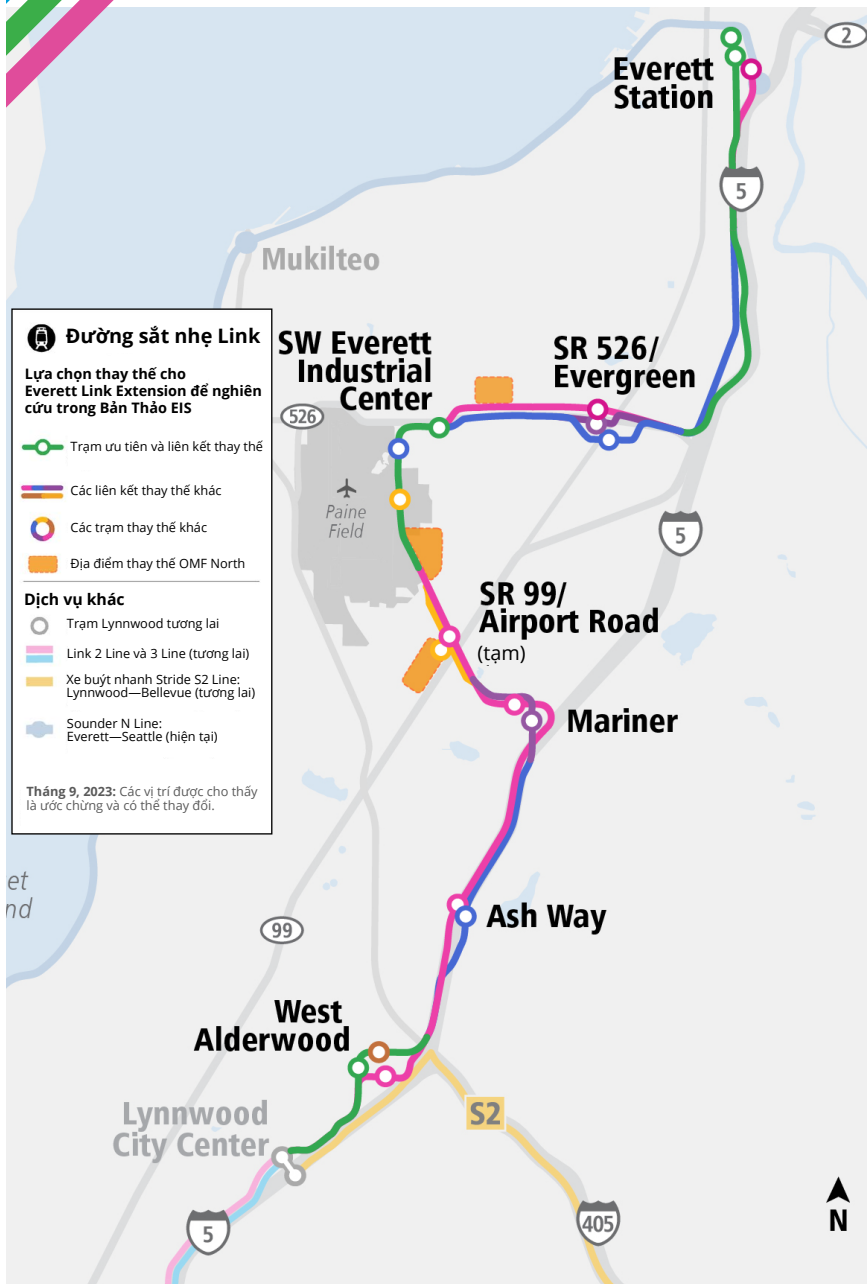 2
Everett
Station
5
Mukilteo
Đường sắt nhẹ Link
Lựa chọn thay thế cho
Everett Link Extension để nghiên
cứu trong Bản Thảo EIS
Trạm ưu tiên và liên kết thay thế
Các liên kết thay thế khác
Các trạm thay thế khác
Địa điểm thay thế OMF North
Dịch vụ khác
Trạm Lynnwood tương lai
Link 2 Line và 3 Line (tương lai)
Xe buýt nhanh Stride S2 Line:
Lynnwood—Bellevue (tương lai)
Sounder N Line:
Everett—Seattle (hiện tại)
Tháng 9, 2023: Các vị trí được cho thấy
là ước chừng và có thể thay đổi.
SW Everett
Industrial
Center
SR 526/
Evergreen
526
Paine
Field
5
SR 99/
Airport Road
(tạm)
Mariner
et
nd
Ash Way
99
West
Alderwood
Lynnwood
City Center
S2
5
405
N